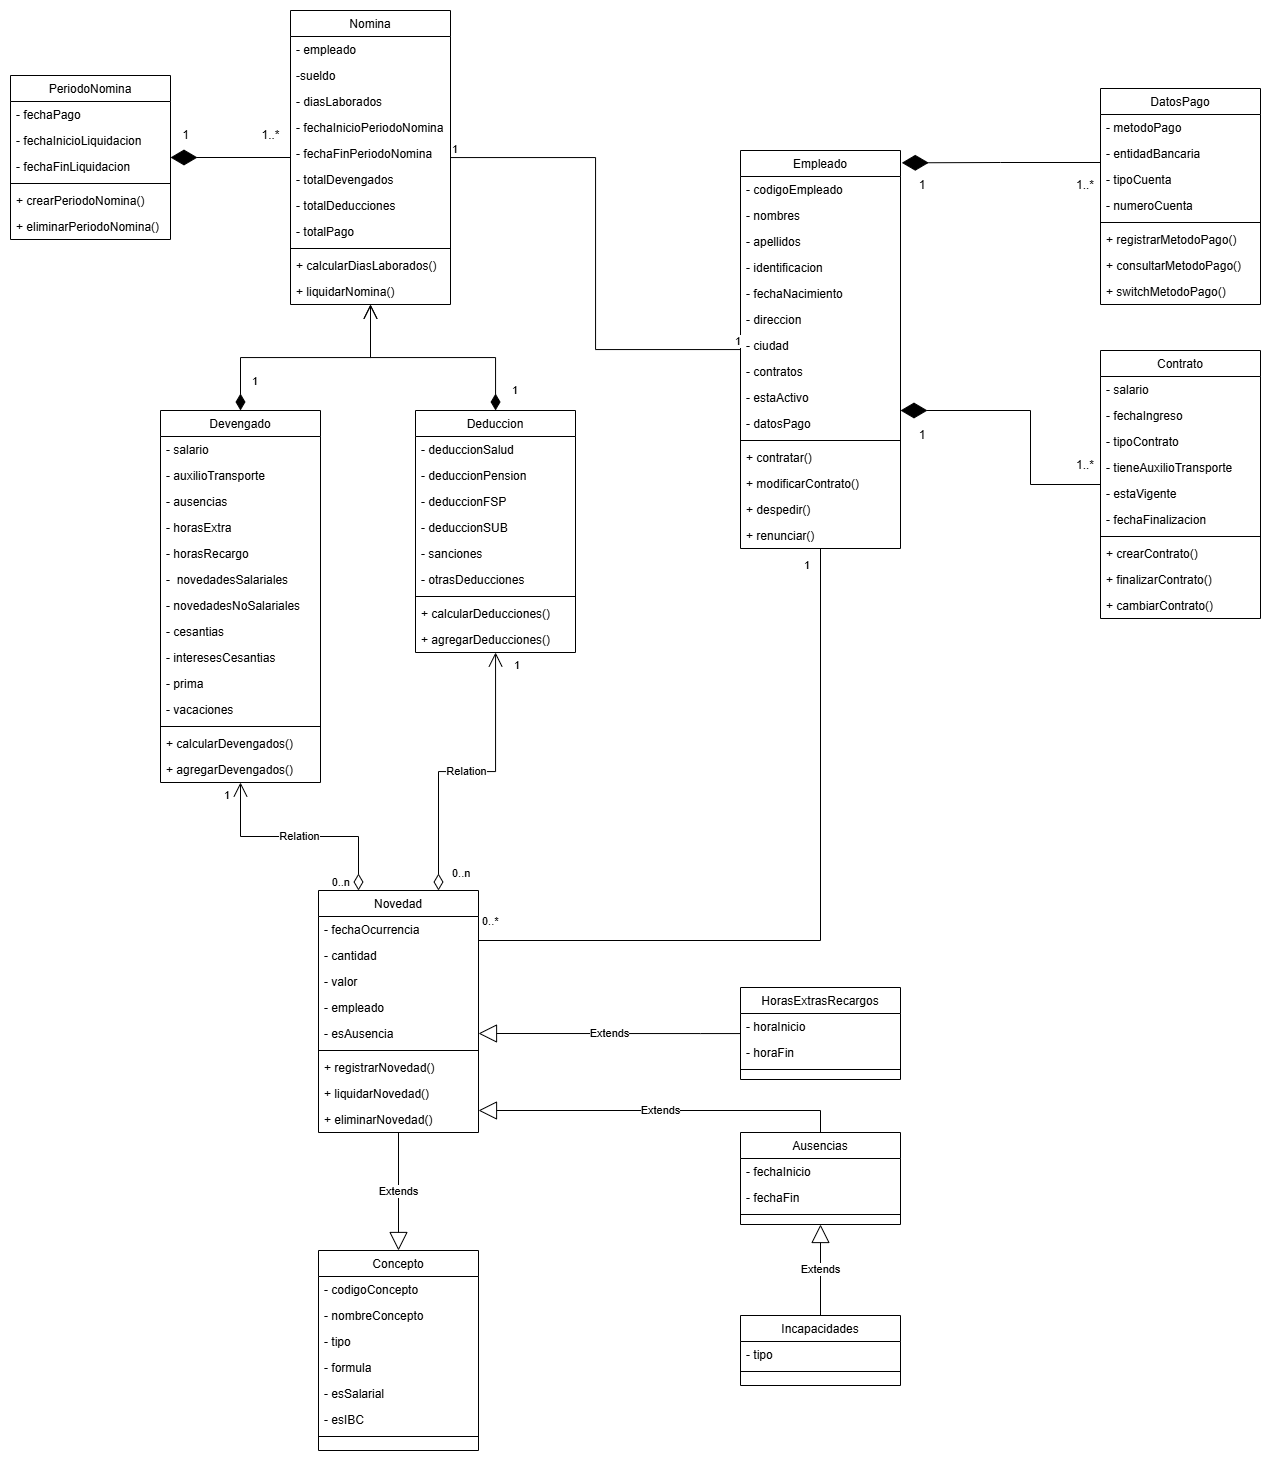 Nomina
- empleado
-sueldo
- diasLaborados
- fechaInicioPeriodoNomina
- fechaFinPeriodoNomina
- totalDevengados
- totalDeducciones
- totalPago
+ calcularDiasLaborados()
+ liquidarNomina()
PeriodoNomina
- fechaPago
- fechaInicioLiquidacion
- fechaFinLiquidacion
+ crearPeriodoNomina()
+ eliminarPeriodoNomina()
1
1..*
1
1
Empleado
- codigoEmpleado
- nombres
- apellidos
- identificacion
- fechaNacimiento
- direccion
- ciudad
- contratos
- estaActivo
- datosPago
+ contratar()
+ modificarContrato()
+ despedir()
+ renunciar()
1
1..*
DatosPago
- metodoPago
- entidadBancaria
- tipoCuenta
- numeroCuenta
+ registrarMetodoPago()
+ consultarMetodoPago()
+ switchMetodoPago()
1
1..*
Contrato
- salario
- fechaIngreso
- tipoContrato
- tieneAuxilioTransporte
- estaVigente
- fechaFinalizacion
+ crearContrato()
+ finalizarContrato()
+ cambiarContrato()
1
1
Devengado
- salario
- auxilioTransporte
- ausencias
- horasExtra
- horasRecargo
-  novedadesSalariales
- novedadesNoSalariales
- cesantias
- interesesCesantias
- prima
- vacaciones
+ calcularDevengados()
+ agregarDevengados()
Deduccion
- deduccionSalud
- deduccionPension
- deduccionFSP
- deduccionSUB
- sanciones
- otrasDeducciones
+ calcularDeducciones()
+ agregarDeducciones()
1
1
1
Relation
Relation
0..n
0..n
0..*
Novedad
- fechaOcurrencia
- cantidad
- valor
- empleado
- esAusencia
+ registrarNovedad()
+ liquidarNovedad()
+ eliminarNovedad()
Extends
HorasExtrasRecargos
- horaInicio
- horaFin
Extends
Ausencias
- fechaInicio
- fechaFin
Extends
Extends
Concepto
- codigoConcepto
- nombreConcepto
- tipo
- formula
- esSalarial
- esIBC
Incapacidades
- tipo